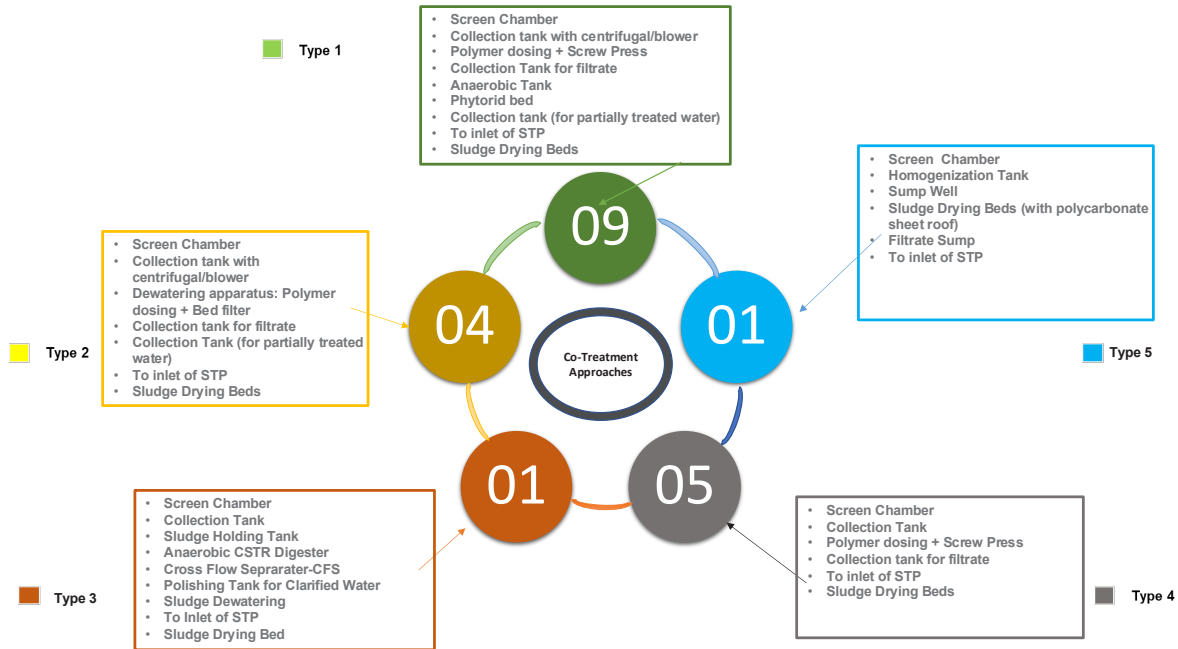 Type 1
• Screen Chamber
• Collection tank with centrifugal/blower
• Polymer dosing + Screw Press
• Collection Tank for filtrate
• Anaerobic Tank
• Phytorid bed
• Collection tank (for partially treated water)
• To inlet of STP
• Sludge Drying Beds
09
• Screen Chamber
• Homogenization Tank
• Sump Well
• Sludge Drying Beds (with polycarbonate
sheet roof)
• Filtrate Sump
• To inlet of STP
01
Type 5
• Screen Chamber
• Collection tank with
centrifugal/blower
• Dewatering apparatus: Polymer
dosing + Bed filter
• Collection tank for filtrate
• Collection Tank (for partially treated
water)
• To inlet of STP
• Sludge Drying Beds
04
Type 2
Co-Treatment
Approaches
• Screen Chamber
• Collection Tank
• Sludge Holding Tank
• Anaerobic CSTR Digester
• Cross Flow Seprarater-CFS
• Polishing Tank for Clarified Water
• Sludge Dewatering
• To Inlet of STP
• Sludge Drying Bed
01
Type 3
05
• Screen Chamber
• Collection Tank
• Polymer dosing + Screw Press
• Collection tank for filtrate
• To inlet of STP
• Sludge Drying Beds
Type 4